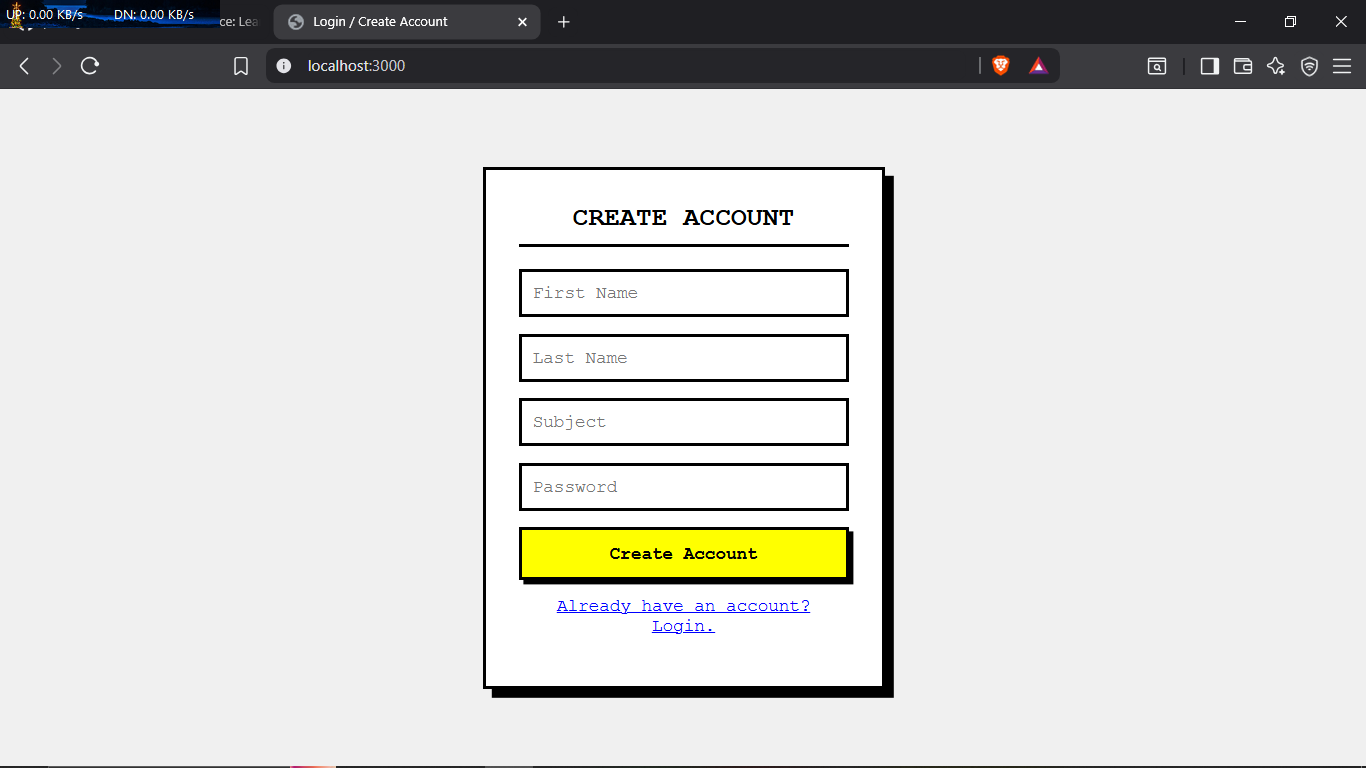 UP: 0.00 KB/s DN: 0.00 KB/s
ce: Lea
Login / Create Account
localhost:3000
CREATE ACCOUNT
First Name
Last Name
Subject
Password
Create Account
Already have an account?
Login.